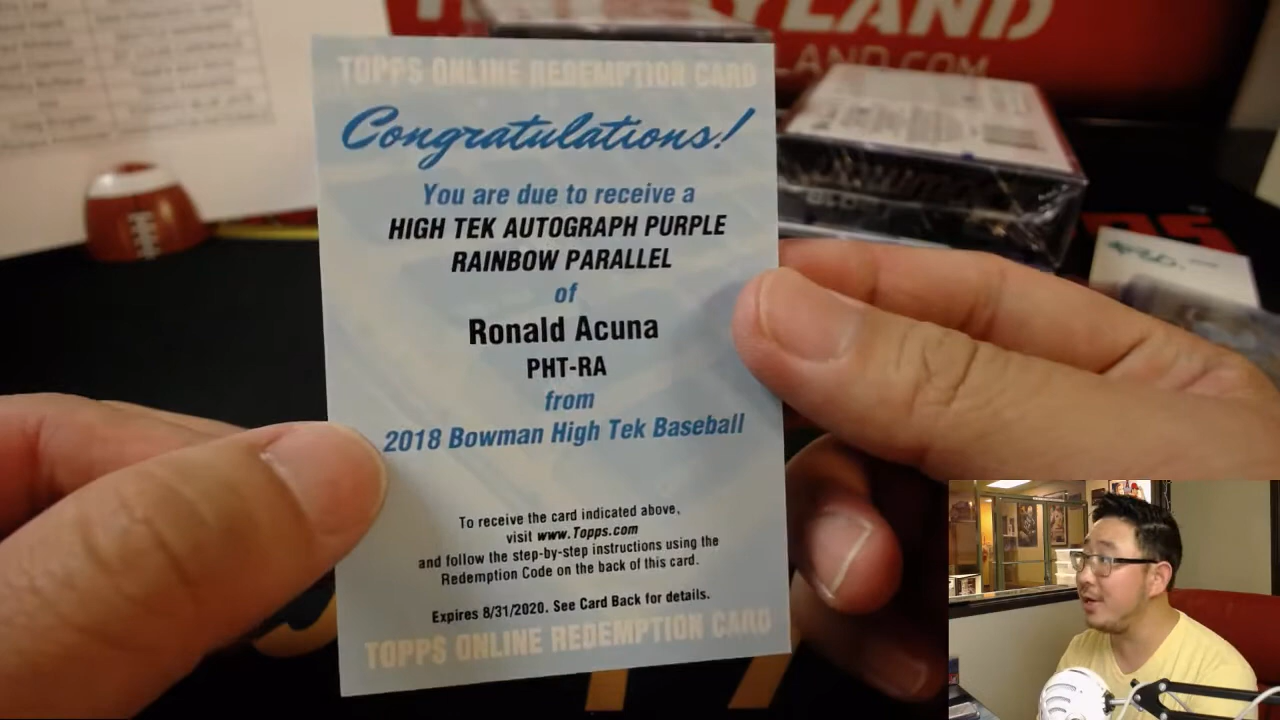 LAND
AND.COM
TOPPS ONLINE REDEMPTION CARD
Congratulations!
You are due to receive a
HIGH TEK AUTOGRAPH PURPLE
RAINBOW PARALLEL
of
Ronald Acuna
PHT-RA
from
2018 Bowman High Tek Baseball
To receive the card indicated above,
visit www.Topps.com
and follow the step-by-step instructions using the
Redemption Code on the back of this card.
Expires 8/31/2020. See Card Back for details.
TOPPS ONLINE REDEMPTION CARD